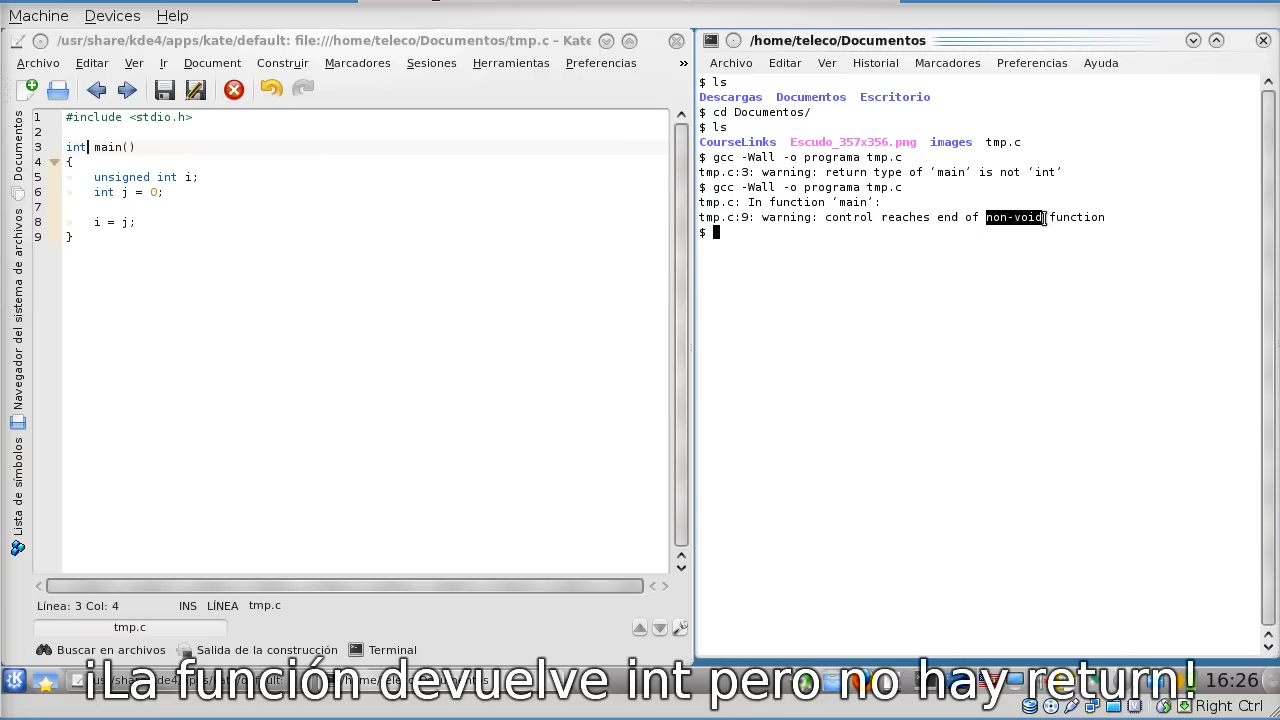 Machine Devices Help
/usr/share/kde4/apps/kate/default: file:///home/teleco/Documentos/tmp.c – Kate
Archivo Editar Ver Ir Document Construir Marcadores Sesiones Herramientas Preferencias »
Documentos
Navegador del sistema de archivos
Lista de símbolos
1 #include <stdio.h>
2
3 int main()
4 {
5 » unsigned int i;
6 » int j = 0;
7
8 » i = j;
9 }
Línea: 3 Col: 4 INS LÍNEA tmp.c
tmp.c
Buscar en archivos Salida de la construcción Terminal
/home/teleco/Documentos
Archivo Editar Ver Historial Marcadores Preferencias Ayuda
$ ls
Descargas Documentos Escritorio
$ cd Documentos/
$ ls
CourseLinks Escudo_357x356.png images tmp.c
$ gcc -Wall -o programa tmp.c
tmp.c:3: warning: return type of ‘main’ is not ‘int’
$ gcc -Wall -o programa tmp.c
tmp.c: In function ‘main’:
tmp.c:9: warning: control reaches end of non-void function
$
¡La función devuelve int pero no hay return!
16:26
Right Ctrl